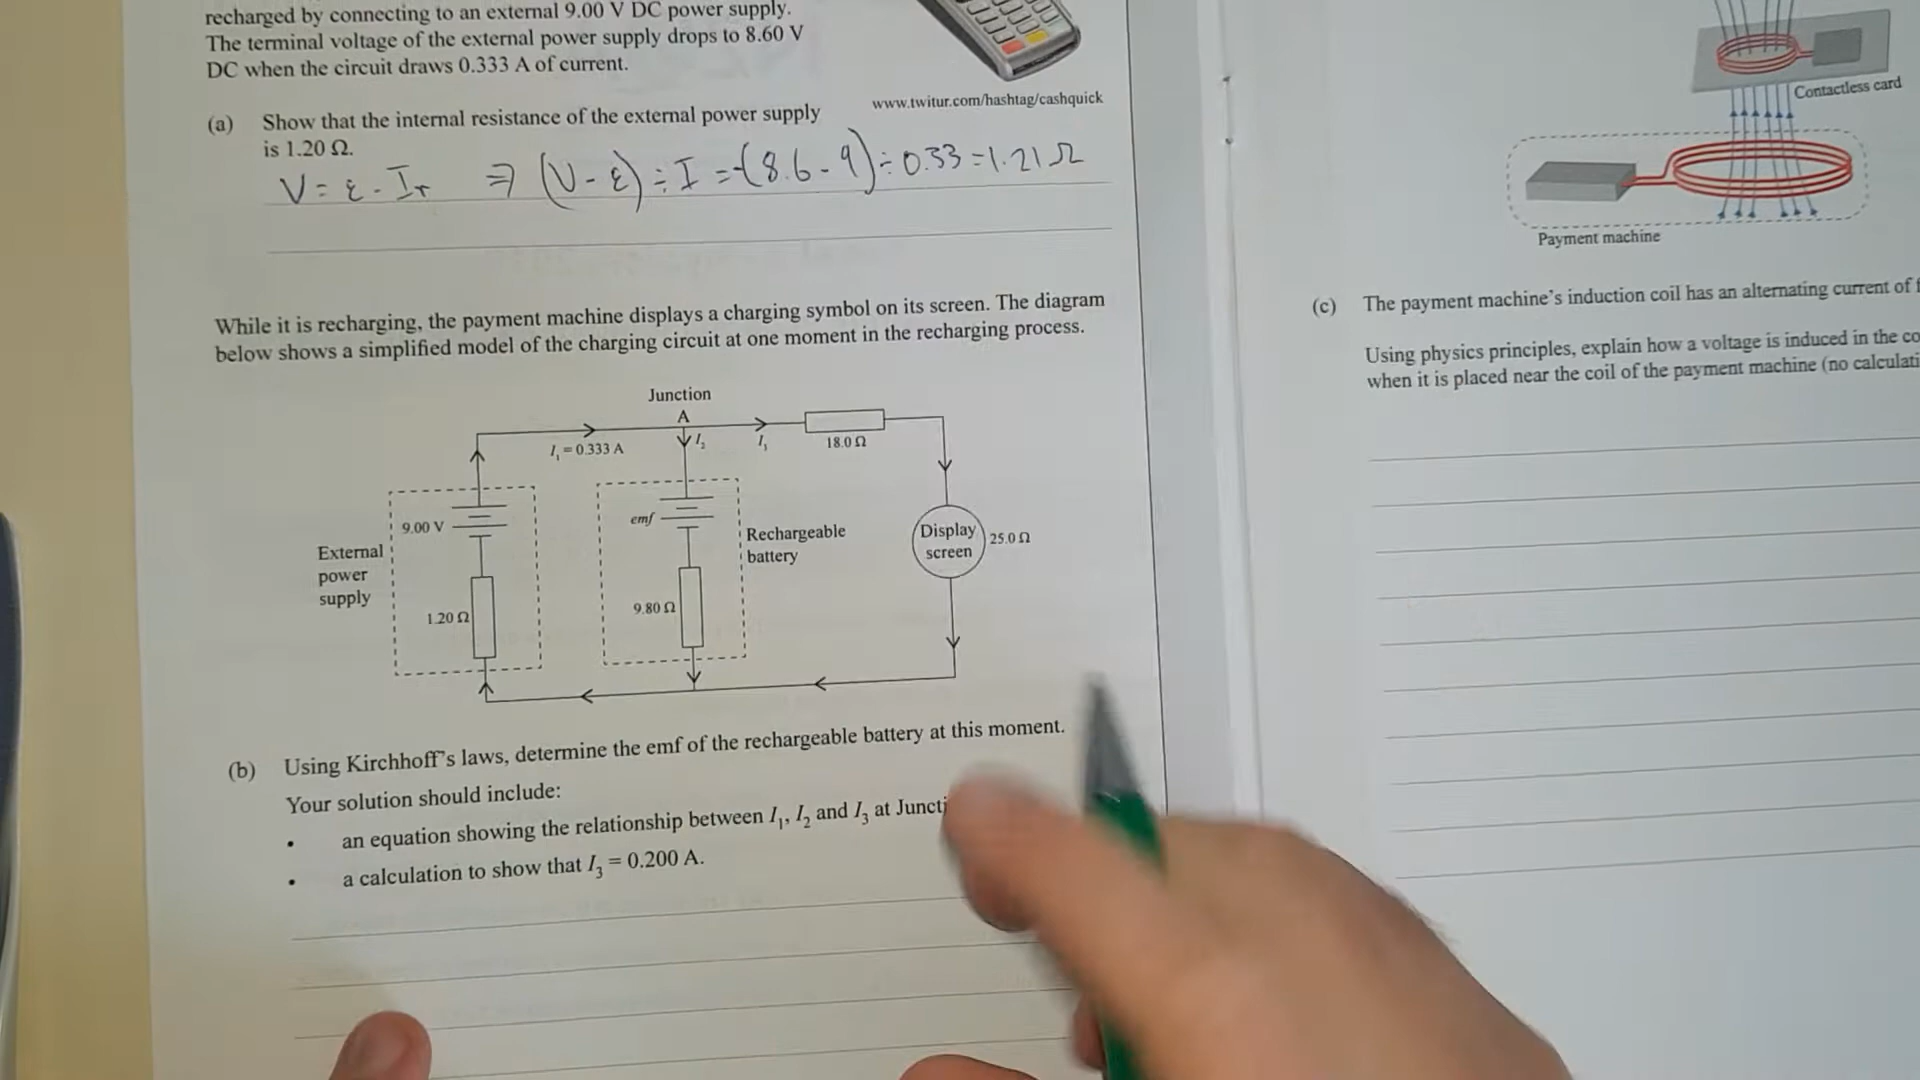 recharged by connecting to an external 9.00 V DC power supply.
The terminal voltage of the external power supply drops to 8.60 V
DC when the circuit draws 0.333 A of current.
www.twitur.com/hashtag/cashquick
(a) Show that the internal resistance of the external power supply
is 1.20 Ω.
V = ε - Ir ⇒ (V - ε) ÷ I = -(8.6 - 9) ÷ 0.33 = 1.21 Ω
While it is recharging, the payment machine displays a charging symbol on its screen. The diagram
below shows a simplified model of the charging circuit at one moment in the recharging process.
Junction
A
I₁ = 0.333 A
I₂
I₃
18.0 Ω
9.00 V
emf
External
power
supply
Rechargeable
battery
Display
screen
25.0 Ω
1.20 Ω
9.80 Ω
(b) Using Kirchhoff's laws, determine the emf of the rechargeable battery at this moment.
Your solution should include:
• an equation showing the relationship between I₁, I₂ and I₃ at Juncti
• a calculation to show that I₃ = 0.200 A.
Contactless card
Payment machine
(c) The payment machine's induction coil has an alternating current of f
Using physics principles, explain how a voltage is induced in the co
when it is placed near the coil of the payment machine (no calculati